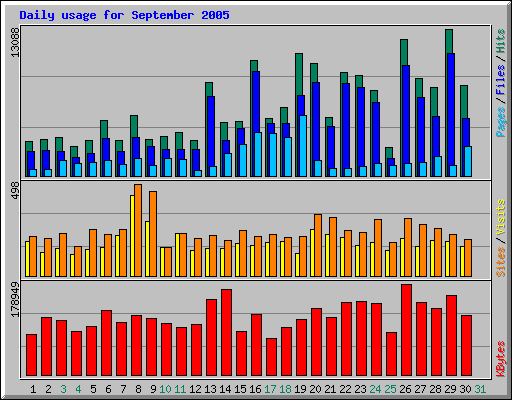 Daily usage for September 2005
13088
Pages / Files / Hits
498
Sites / Visits
178949
KBytes
1 2 3 4 5 6 7 8 9 10 11 12 13 14 15 16 17 18 19 20 21 22 23 24 25 26 27 28 29 30 31